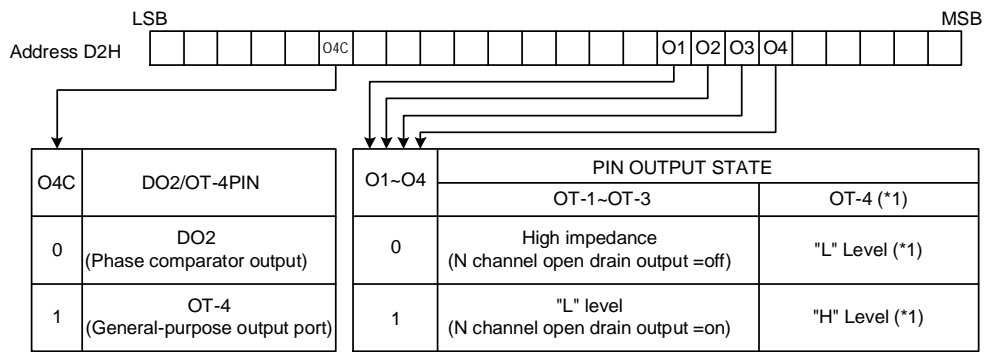 LSB MSB
Address D2H O4C O1 O2 O3 O4
O4C DO2/OT-4PIN
0 DO2
(Phase comparator output)
1 OT-4
(General-purpose output port)
O1~O4 PIN OUTPUT STATE
OT-1~OT-3 OT-4 (*1)
0 High impedance
(N channel open drain output =off) "L" Level (*1)
1 "L" level
(N channel open drain output =on) "H" Level (*1)